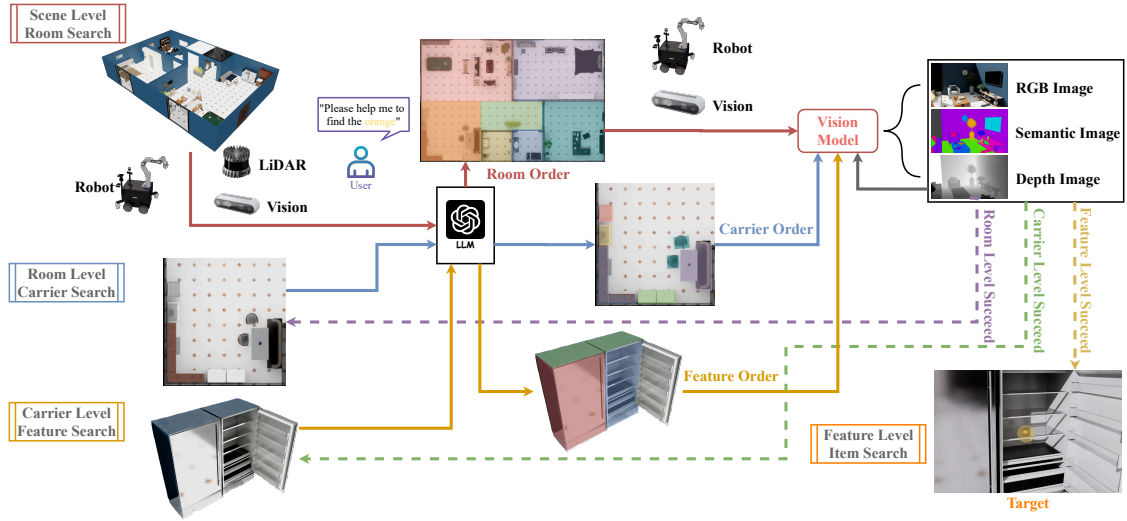 Scene Level
Room Search
Robot
LiDAR
Vision
"Please help me to
find the orange"
User
Room Order
LLM
Robot
Vision
Vision
Model
RGB Image
Semantic Image
Depth Image
Room Level
Carrier Search
Carrier Order
Room Level Succeed
Carrier Level Succeed
Feature Level Succeed
Carrier Level
Feature Search
Feature Order
Feature Level
Item Search
Target